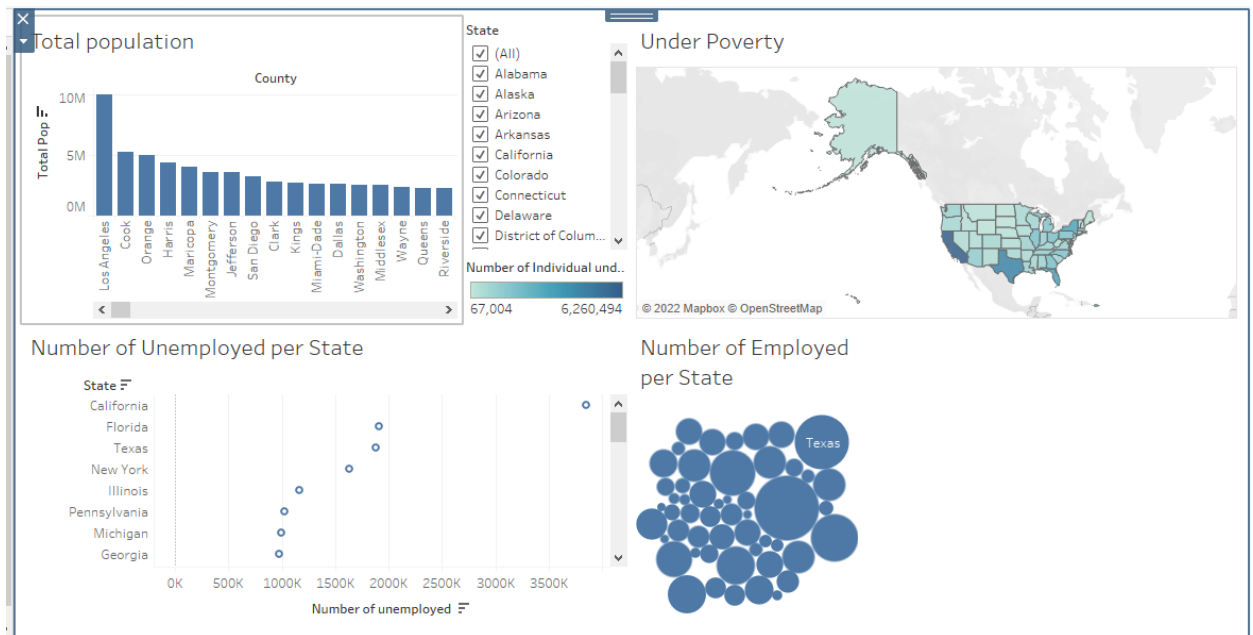 Total population
County
10M
5M
0M
Total Pop
Los Angeles
Cook
Orange
Harris
Maricopa
Montgomery
Jefferson
San Diego
Clark
Kings
Miami-Dade
Dallas
Washington
Middlesex
Wayne
Queens
Riverside
State
(All)
Alabama
Alaska
Arizona
Arkansas
California
Colorado
Connecticut
Delaware
District of Colum...
Number of Individual und..
67,004 6,260,494
Under Poverty
© 2022 Mapbox © OpenStreetMap
Number of Unemployed per State
State
California
Florida
Texas
New York
Illinois
Pennsylvania
Michigan
Georgia
0K 500K 1000K 1500K 2000K 2500K 3000K 3500K
Number of unemployed
Number of Employed
per State
Texas